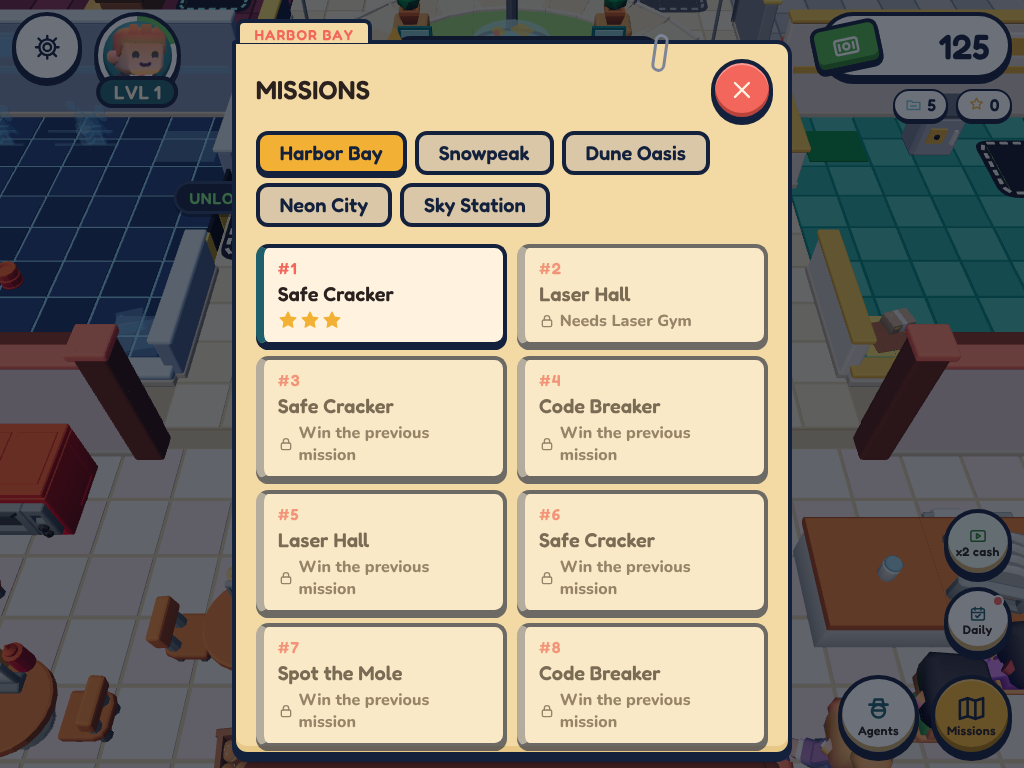 HARBOR BAY
MISSIONS
LVL 1
125
5
0
Harbor Bay
Snowpeak
Dune Oasis
Neon City
Sky Station
UNLO
#1
Safe Cracker
#2
Laser Hall
Needs Laser Gym
#3
Safe Cracker
Win the previous
mission
#4
Code Breaker
Win the previous
mission
#5
Laser Hall
Win the previous
mission
#6
Safe Cracker
Win the previous
mission
#7
Spot the Mole
Win the previous
mission
#8
Code Breaker
Win the previous
mission
x2 cash
Daily
Agents
Missions